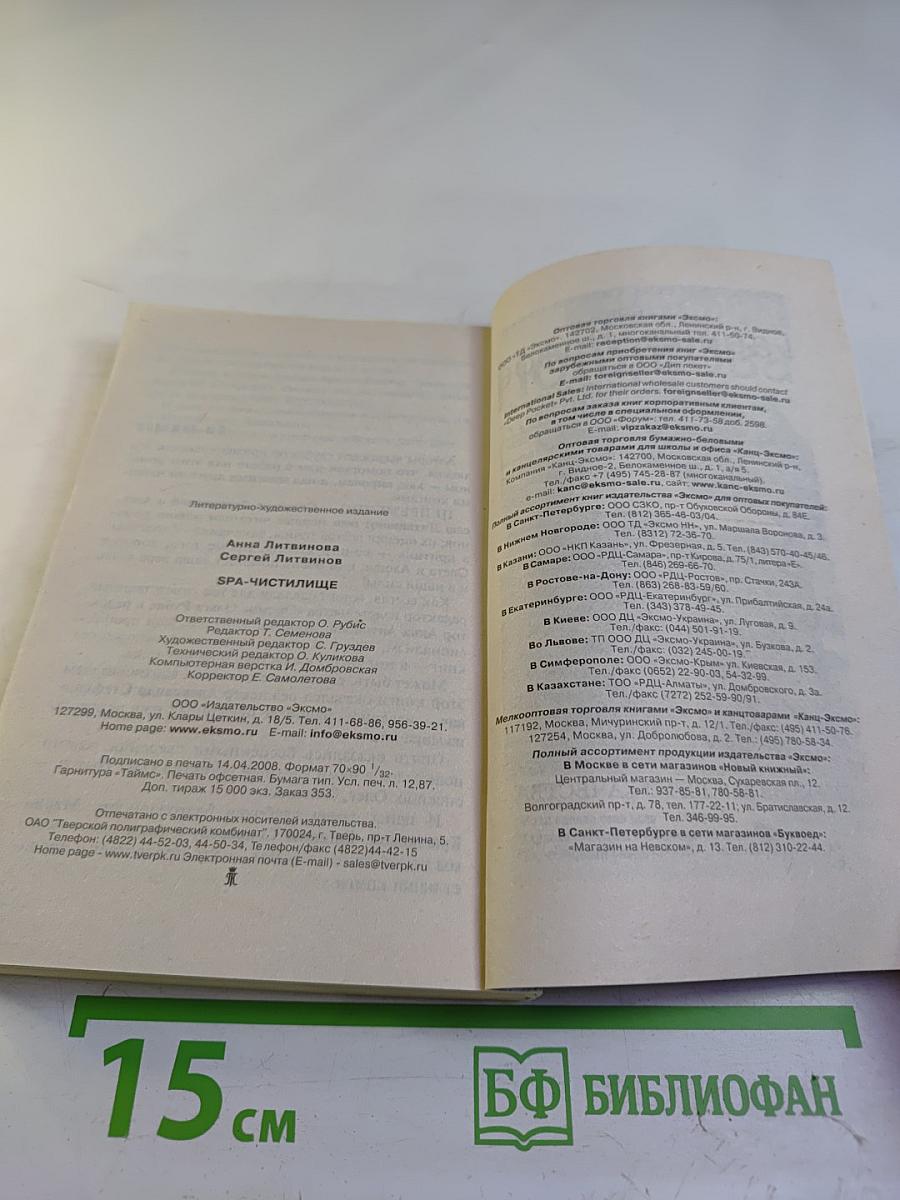 Литературно-художественное издание
Анна Литвинова
Сергей Литвинов
SPA-ЧИСТИЛИЩЕ
Ответственный редактор О. Рубис
Редактор Т. Семенова
Художественный редактор С. Груздев
Технический редактор О. Куликова
Компьютерная верстка И. Домбровская
Корректор Е. Самолетова
ООО «Издательство «Эксмо»
127299, Москва, ул. Клары Цеткин, д. 18/5. Тел. 411-68-86, 956-39-21.
Home page: www.eksmo.ru E-mail: info@eksmo.ru
Подписано в печать 14.04.2008. Формат 70×90 1/32.
Гарнитура «Таймс». Печать офсетная. Бумага тип. Усл. печ. л. 12,87.
Доп. тираж 15 000 экз. Заказ 353.
Отпечатано с электронных носителей издательства.
ОАО "Тверской полиграфический комбинат", 170024, г. Тверь, пр-т Ленина, 5.
Телефон: (4822) 44-52-03, 44-50-34, Телефон/факс (4822)44-42-15
Home page - www.tverpk.ru Электронная почта (E-mail) - sales@tverpk.ru
Оптовая торговля книгами «Эксмо»:
ООО «ТД «Эксмо». 142702, Московская обл., Ленинский р-н, г. Видное,
Белокаменное ш., д. 1, многоканальный тел. 411-50-74.
E-mail: reception@eksmo-sale.ru
По вопросам приобретения книг «Эксмо»
зарубежными оптовыми покупателями
обращаться в ООО «Дип покет»
E-mail: foreignseller@eksmo-sale.ru
International Sales: International wholesale customers should contact
«Deep Pocket» Pvt. Ltd. for their orders. foreignseller@eksmo-sale.ru
По вопросам заказа книг корпоративным клиентам,
в том числе в специальном оформлении,
обращаться в ООО «Форум»: тел. 411-73-58 доб. 2598.
E-mail: vipzakaz@eksmo.ru
Оптовая торговля бумажно-беловыми
и канцелярскими товарами для школы и офиса «Канц-Эксмо»:
Компания «Канц-Эксмо»: 142700, Московская обл., Ленинский р-н,
г. Видное-2, Белокаменное ш., д. 1, а/я 5.
Тел./факс +7 (495) 745-28-87 (многоканальный).
e-mail: kanc@eksmo-sale.ru, сайт: www.kanc-eksmo.ru
Полный ассортимент книг издательства «Эксмо» для оптовых покупателей:
В Санкт-Петербурге: ООО СЗКО, пр-т Обуховской Обороны, д. 84Е.
Тел. (812) 365-46-03/04.
В Нижнем Новгороде: ООО ТД «Эксмо НН», ул. Маршала Воронова, д. 3.
Тел. (8312) 72-36-70.
В Казани: ООО «НКП Казань», ул. Фрезерная, д. 5. Тел. (843) 570-40-45/46.
В Самаре: ООО «РДЦ-Самара», пр-т Кирова, д. 75/1, литера «Е».
Тел. (846) 269-66-70.
В Ростове-на-Дону: ООО «РДЦ-Ростов», пр. Стачки, 243А.
Тел. (863) 268-83-59/60.
В Екатеринбурге: ООО «РДЦ-Екатеринбург», ул. Прибалтийская, д. 24а.
Тел. (343) 378-49-45.
В Киеве: ООО ДЦ «Эксмо-Украина», ул. Луговая, д. 9.
Тел./факс: (044) 501-91-19.
Во Львове: ТП ООО ДЦ «Эксмо-Украина», ул. Бузкова, д. 2.
Тел./факс: (032) 245-00-19.
В Симферополе: ООО «Эксмо-Крым» ул. Киевская, д. 153.
Тел./факс (0652) 22-90-03, 54-32-99.
В Казахстане: ТОО «РДЦ-Алматы», ул. Домбровского, д. 3а.
Тел./факс (7272) 252-59-90/91.
Мелкооптовая торговля книгами «Эксмо» и канцтоварами «Канц-Эксмо»:
117192, Москва, Мичуринский пр-т, д. 12/1. Тел./факс: (495) 411-50-76.
127254, Москва, ул. Добролюбова, д. 2. Тел.: (495) 780-58-34.
Полный ассортимент продукции издательства «Эксмо»:
В Москве в сети магазинов «Новый книжный»:
Центральный магазин — Москва, Сухаревская пл., 12.
Тел.: 937-85-81, 780-58-81.
Волгоградский пр-т, д. 78, тел. 177-22-11; ул. Братиславская, д. 12.
Тел. 346-99-95.
В Санкт-Петербурге в сети магазинов «Буквоед»:
«Магазин на Невском», д. 13. Тел. (812) 310-22-44.
15 см
БФ БИБЛИОФАН